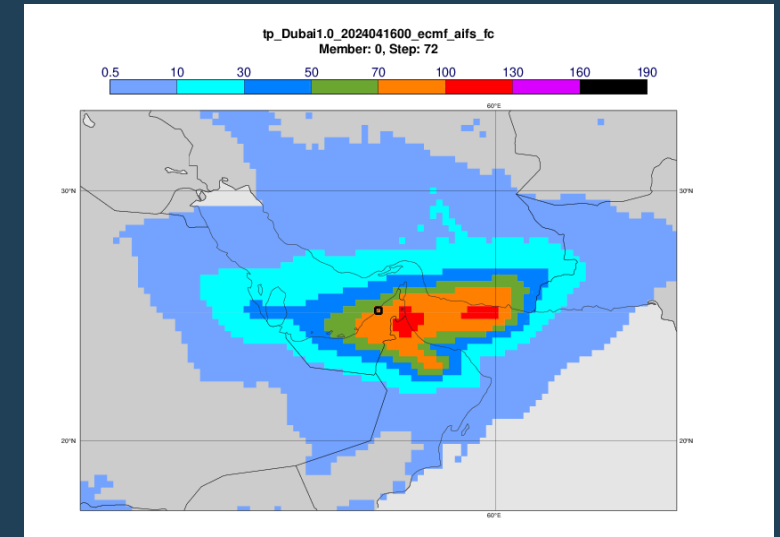 tp_Dubai1.0_2024041600_ecmf_aifs_fc
Member: 0, Step: 72
0.5 10 30 50 70 100 130 160 190
60°E
30°N 30°N
20°N 20°N
60°E